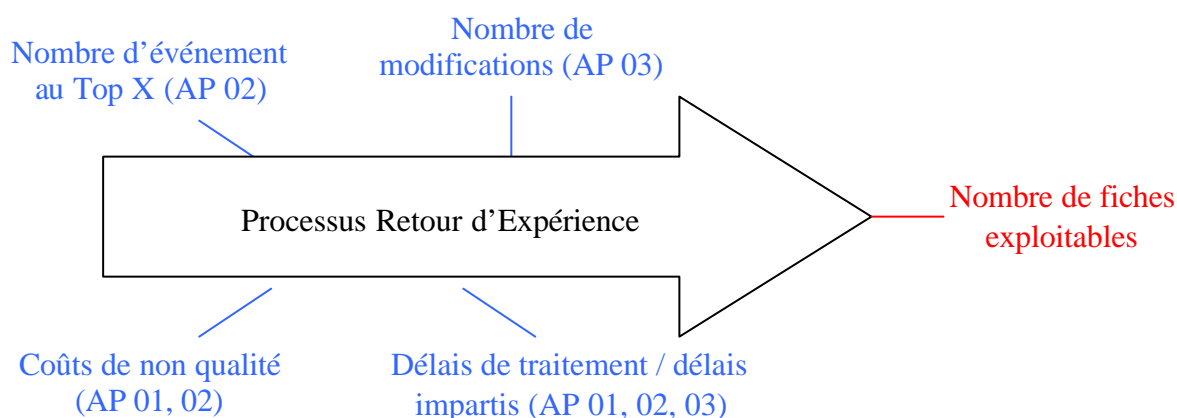 Nombre d’événement
au Top X (AP 02)
Nombre de
modifications (AP 03)
Processus Retour d’Expérience
Nombre de fiches
exploitables
Coûts de non qualité
(AP 01, 02)
Délais de traitement / délais
impartis (AP 01, 02, 03)